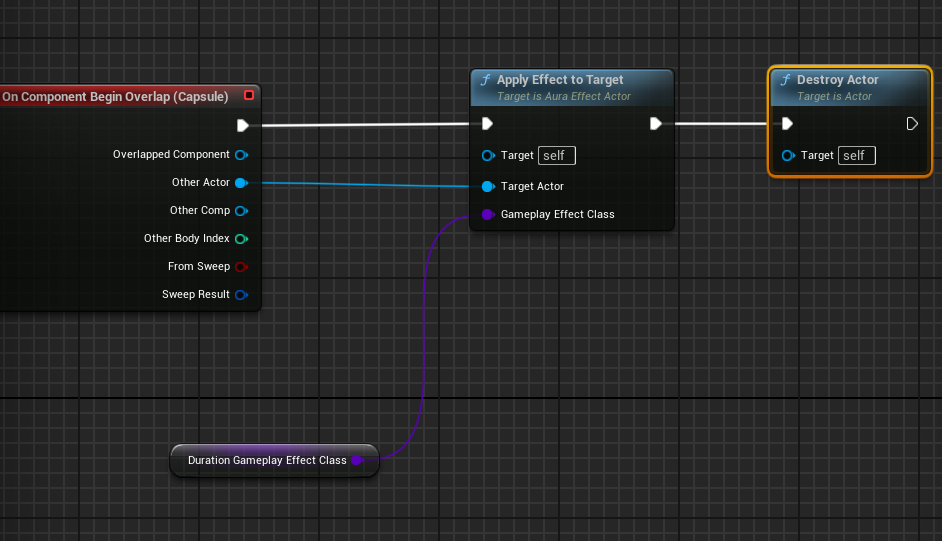 On Component Begin Overlap (Capsule)
Overlapped Component
Other Actor
Other Comp
Other Body Index
From Sweep
Sweep Result
Apply Effect to Target
Target is Aura Effect Actor
Target self
Target Actor
Gameplay Effect Class
Destroy Actor
Target is Actor
Target self
Duration Gameplay Effect Class